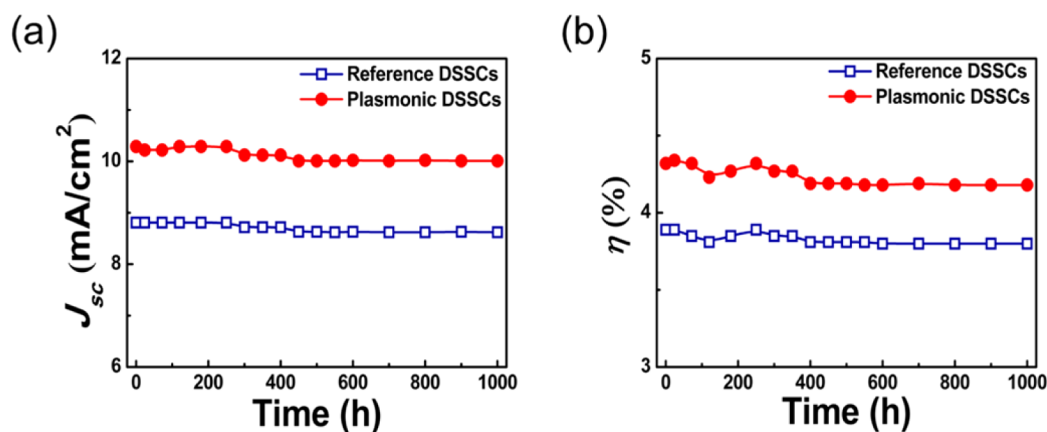 (a)
12
10
8
6
J_sc (mA/cm²)
Reference DSSCs
Plasmonic DSSCs
0 200 400 600 800 1000
Time (h)
(b)
5
4
3
η (%)
Reference DSSCs
Plasmonic DSSCs
0 200 400 600 800 1000
Time (h)